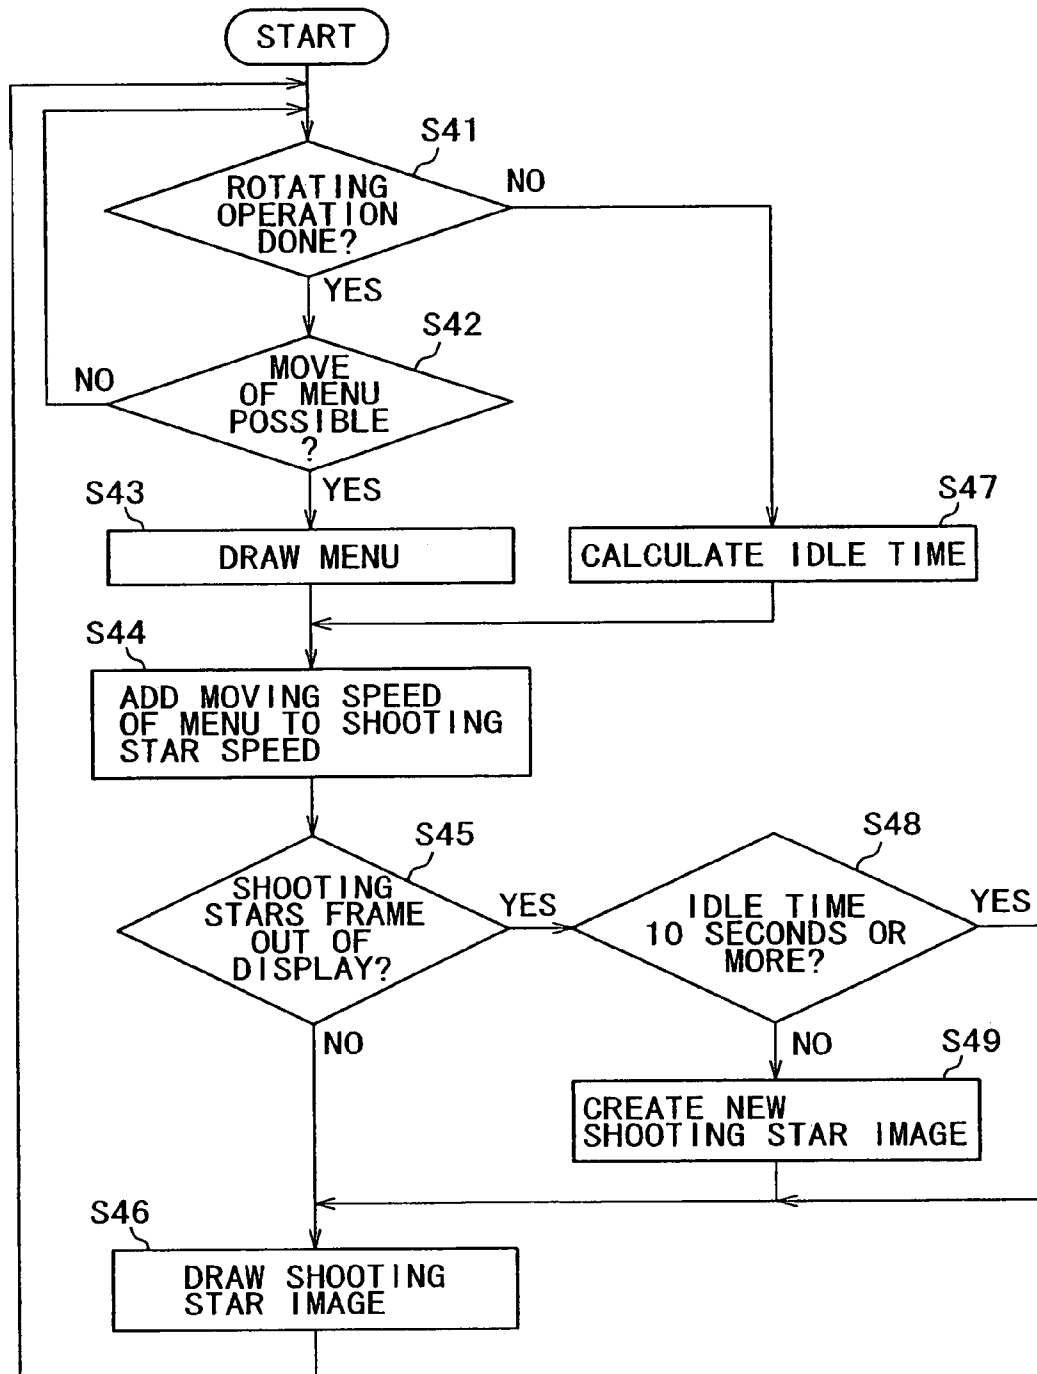 START
S41
ROTATING
OPERATION
DONE?
NO
YES
S42
MOVE
OF MENU
POSSIBLE
?
NO
YES
S43
DRAW MENU
S47
CALCULATE IDLE TIME
S44
ADD MOVING SPEED
OF MENU TO SHOOTING
STAR SPEED
S45
SHOOTING
STARS FRAME
OUT OF
DISPLAY?
YES
NO
S48
IDLE TIME
10 SECONDS OR
MORE?
YES
NO
S49
CREATE NEW
SHOOTING STAR IMAGE
S46
DRAW SHOOTING
STAR IMAGE